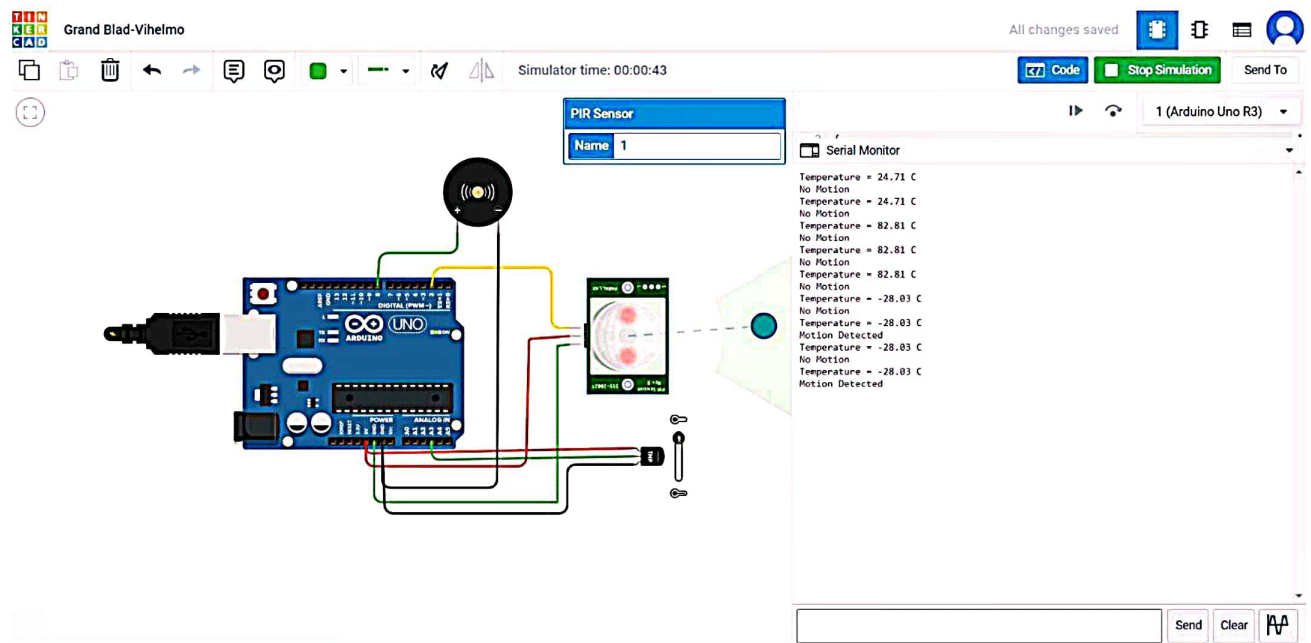 TIN
KER
CAD
Grand Blad-Vihelmo
All changes saved
Simulator time: 00:00:43
Code
Stop Simulation
Send To
PIR Sensor
Name 1
1 (Arduino Uno R3)
Serial Monitor
Temperature = 24.71 C
No Motion
Temperature = 24.71 C
No Motion
Temperature = 82.81 C
No Motion
Temperature = 82.81 C
No Motion
Temperature = 82.81 C
No Motion
Temperature = -28.03 C
No Motion
Temperature = -28.03 C
Motion Detected
Temperature = -28.03 C
No Motion
Temperature = -28.03 C
Motion Detected
DIGITAL (PWM~)
UNO
ARDUINO
POWER
ANALOG IN
TMP
Send
Clear